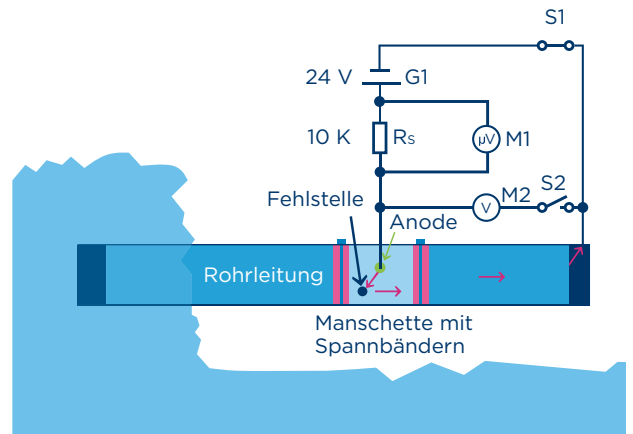 S1
24 V
G1
10 K
Rs
µV
M1
Fehlstelle
V
M2
S2
Anode
Rohrleitung
Manschette mit
Spannbändern